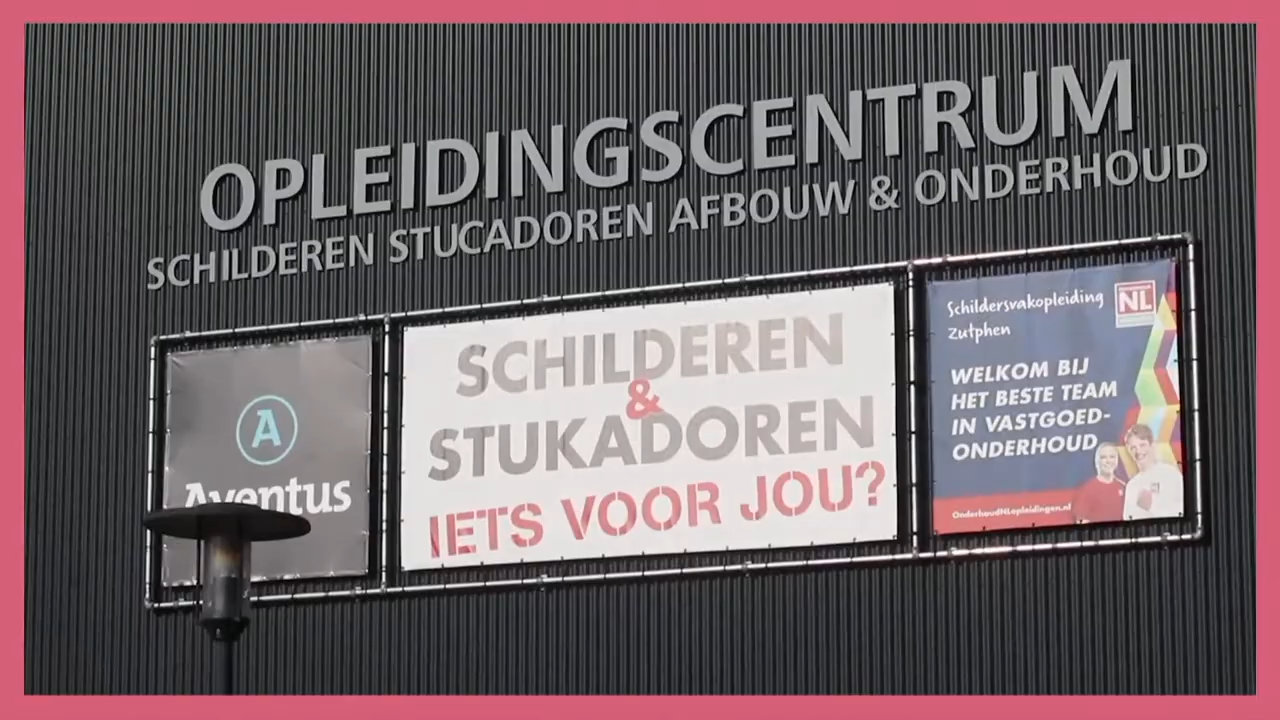 OPLEIDINGSCENTRUM
SCHILDEREN STUCADOREN AFBOUW & ONDERHOUD
A
Aventus
SCHILDEREN
&
STUKADOREN
IETS VOOR JOU?
Schildersvakopleiding
Zutphen
NL
WELKOM BIJ
HET BESTE TEAM
IN VASTGOED-
ONDERHOUD
OnderhoudNLopleidingen.nl